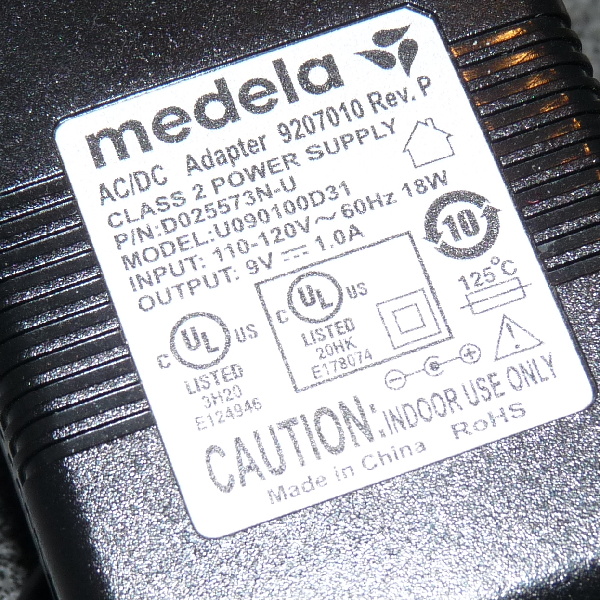 medela
AC/DC Adapter 9207010 Rev. P
CLASS 2 POWER SUPPLY
P/N:D025573N-U
MODEL:U090100D31
INPUT: 110-120V~60Hz 18W
OUTPUT: 9V⎓1.0A
10
125°C
C UL US
LISTED
3H20
E124946
C UL US
LISTED
20HK
E178074
CAUTION:INDOOR USE ONLY
Made in China RoHS